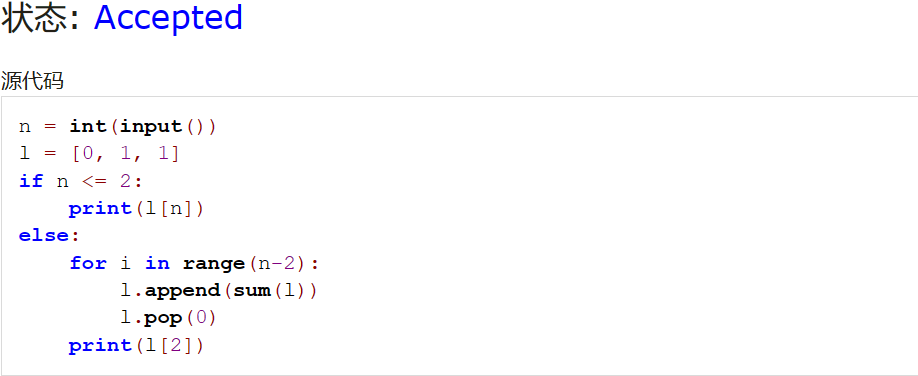 状态: Accepted
源代码
n = int(input())
l = [0, 1, 1]
if n <= 2:
    print(l[n])
else:
    for i in range(n-2):
        l.append(sum(l))
        l.pop(0)
    print(l[2])